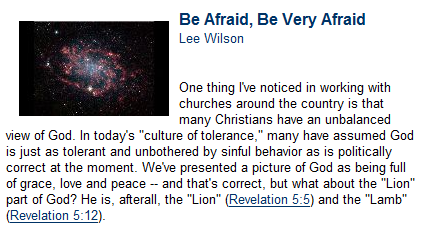 Be Afraid, Be Very Afraid
Lee Wilson
One thing I've noticed in working with
churches around the country is that
many Christians have an unbalanced
view of God. In today's "culture of tolerance," many have assumed God
is just as tolerant and unbothered by sinful behavior as is politically
correct at the moment. We've presented a picture of God as being full
of grace, love and peace -- and that's correct, but what about the "Lion"
part of God? He is, afterall, the "Lion" (Revelation 5:5) and the "Lamb"
(Revelation 5:12).